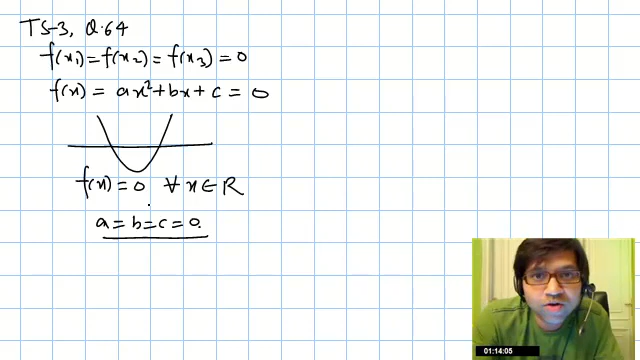 TS-3, Q.64
f(x₁) = f(x₂) = f(x₃) = 0
f(x) = ax² + bx + c = 0
f(x) = 0 ∀ x ∈ R
a = b = c = 0.
01:14:05